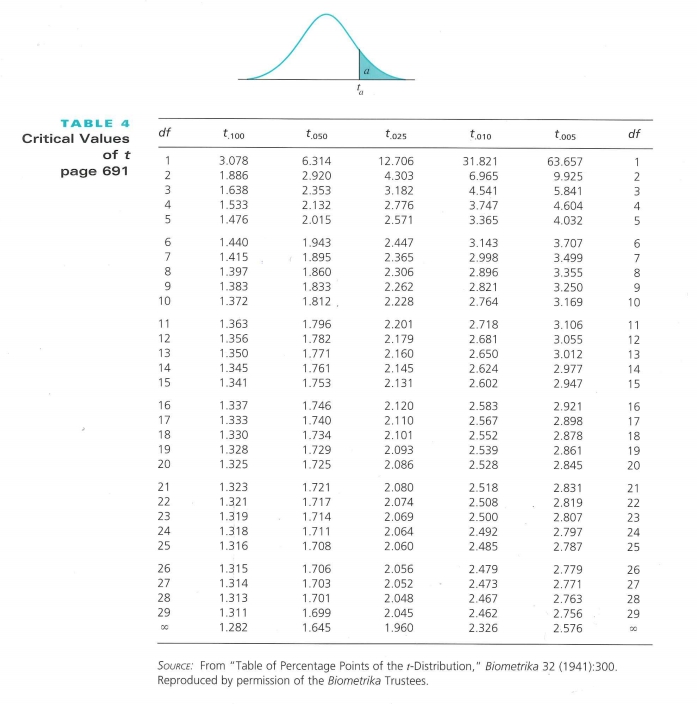 a
tₐ
TABLE 4
Critical Values
of t
page 691
df t.100 t.050 t.025 t.010 t.005 df
1 3.078 6.314 12.706 31.821 63.657 1
2 1.886 2.920 4.303 6.965 9.925 2
3 1.638 2.353 3.182 4.541 5.841 3
4 1.533 2.132 2.776 3.747 4.604 4
5 1.476 2.015 2.571 3.365 4.032 5
6 1.440 1.943 2.447 3.143 3.707 6
7 1.415 1.895 2.365 2.998 3.499 7
8 1.397 1.860 2.306 2.896 3.355 8
9 1.383 1.833 2.262 2.821 3.250 9
10 1.372 1.812 2.228 2.764 3.169 10
11 1.363 1.796 2.201 2.718 3.106 11
12 1.356 1.782 2.179 2.681 3.055 12
13 1.350 1.771 2.160 2.650 3.012 13
14 1.345 1.761 2.145 2.624 2.977 14
15 1.341 1.753 2.131 2.602 2.947 15
16 1.337 1.746 2.120 2.583 2.921 16
17 1.333 1.740 2.110 2.567 2.898 17
18 1.330 1.734 2.101 2.552 2.878 18
19 1.328 1.729 2.093 2.539 2.861 19
20 1.325 1.725 2.086 2.528 2.845 20
21 1.323 1.721 2.080 2.518 2.831 21
22 1.321 1.717 2.074 2.508 2.819 22
23 1.319 1.714 2.069 2.500 2.807 23
24 1.318 1.711 2.064 2.492 2.797 24
25 1.316 1.708 2.060 2.485 2.787 25
26 1.315 1.706 2.056 2.479 2.779 26
27 1.314 1.703 2.052 2.473 2.771 27
28 1.313 1.701 2.048 2.467 2.763 28
29 1.311 1.699 2.045 2.462 2.756 29
∞ 1.282 1.645 1.960 2.326 2.576 ∞
SOURCE: From "Table of Percentage Points of the t-Distribution," Biometrika 32 (1941):300.
Reproduced by permission of the Biometrika Trustees.